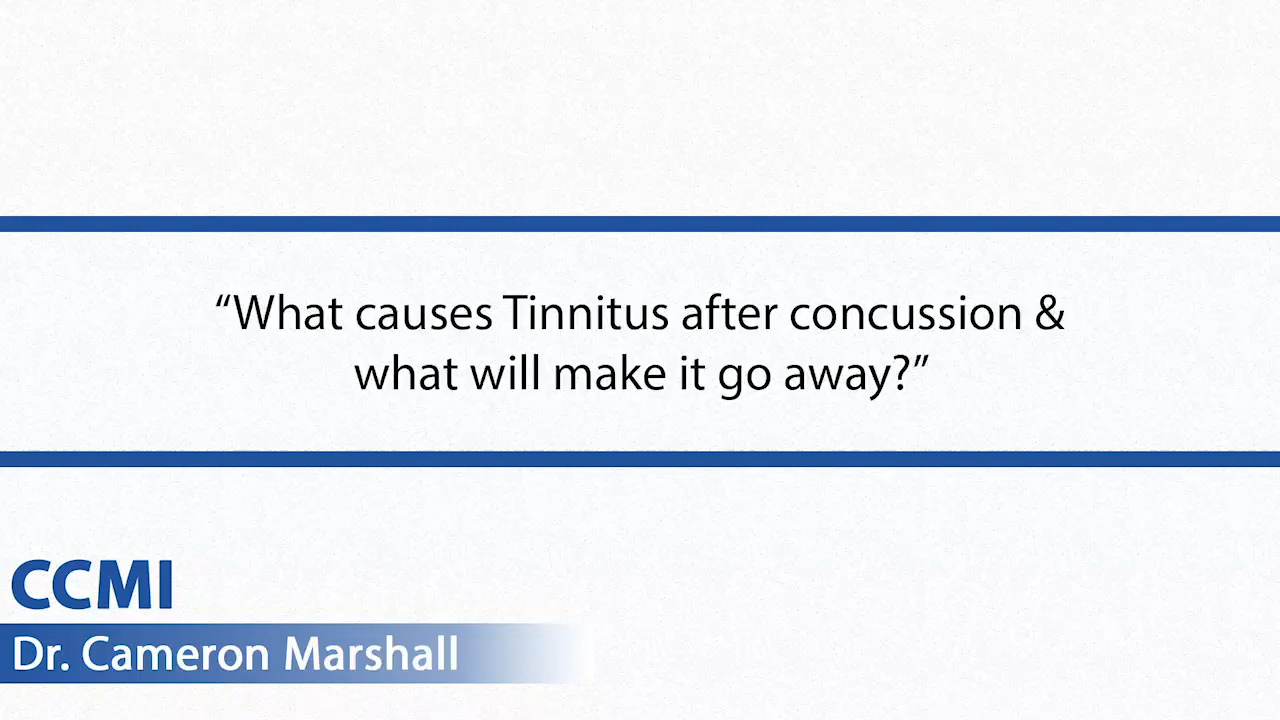 “What causes Tinnitus after concussion &
what will make it go away?”
CCMI
Dr. Cameron Marshall